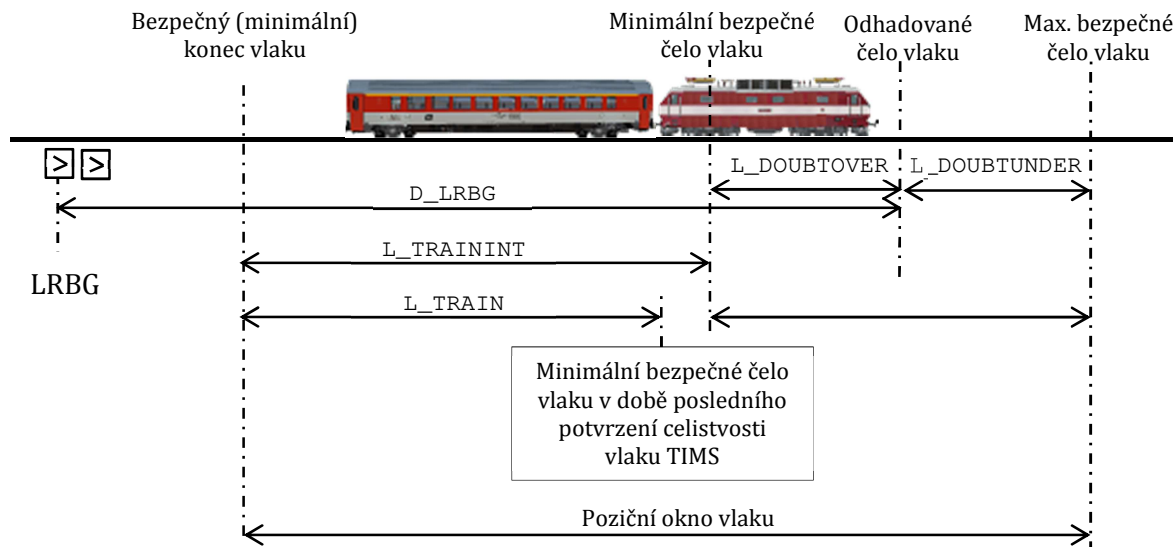 Bezpečný (minimální)
konec vlaku
Minimální bezpečné
čelo vlaku
Odhadované
čelo vlaku
Max. bezpečné
čelo vlaku
> >
L_DOUBTOVER
L_DOUBTUNDER
D_LRBG
LRBG
L_TRAININT
L_TRAIN
Minimální bezpečné čelo
vlaku v době posledního
potvrzení celistvosti
vlaku TIMS
Poziční okno vlaku